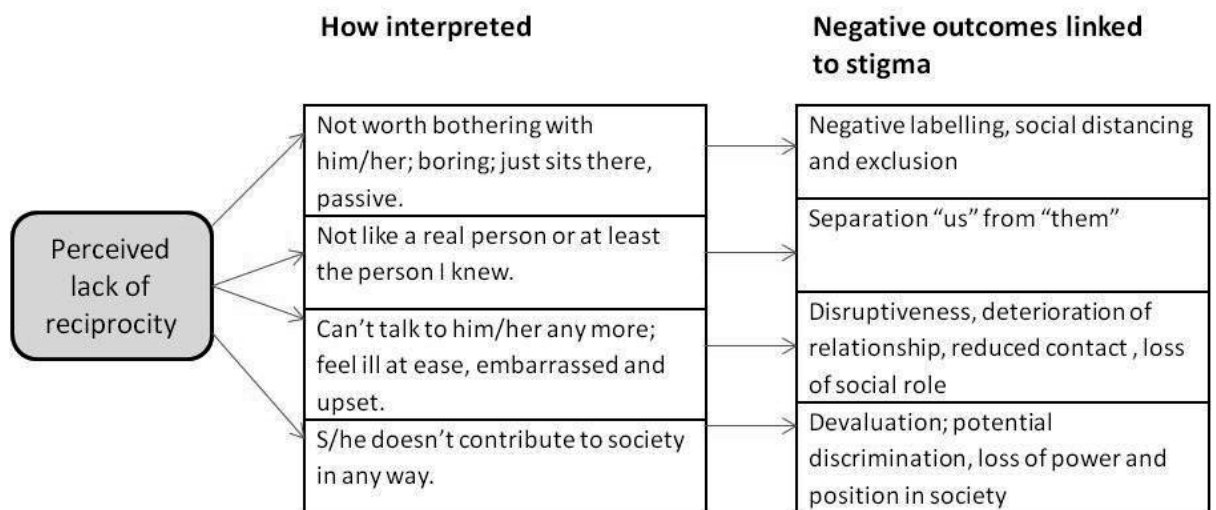 How interpreted
Negative outcomes linked
to stigma
Perceived
lack of
reciprocity
Not worth bothering with
him/her; boring; just sits there,
passive.
Negative labelling, social distancing
and exclusion
Not like a real person or at least
the person I knew.
Separation “us” from “them”
Can’t talk to him/her any more;
feel ill at ease, embarrassed and
upset.
Disruptiveness, deterioration of
relationship, reduced contact , loss
of social role
S/he doesn’t contribute to society
in any way.
Devaluation; potential
discrimination, loss of power and
position in society